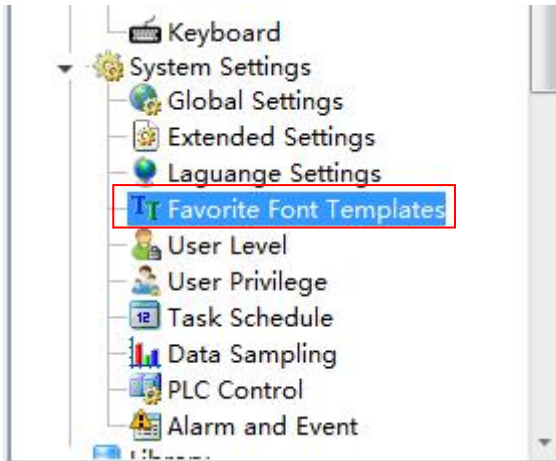 Keyboard
System Settings
Global Settings
Extended Settings
Laguange Settings
Favorite Font Templates
User Level
User Privilege
12 Task Schedule
Data Sampling
PLC Control
Alarm and Event